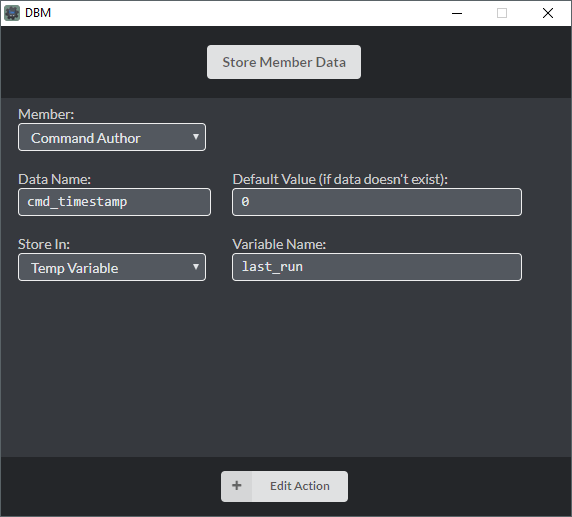 DBM
Store Member Data
Member:
Command Author
Data Name:
Default Value (if data doesn't exist):
cmd_timestamp
0
Store In:
Variable Name:
Temp Variable
last_run
Edit Action